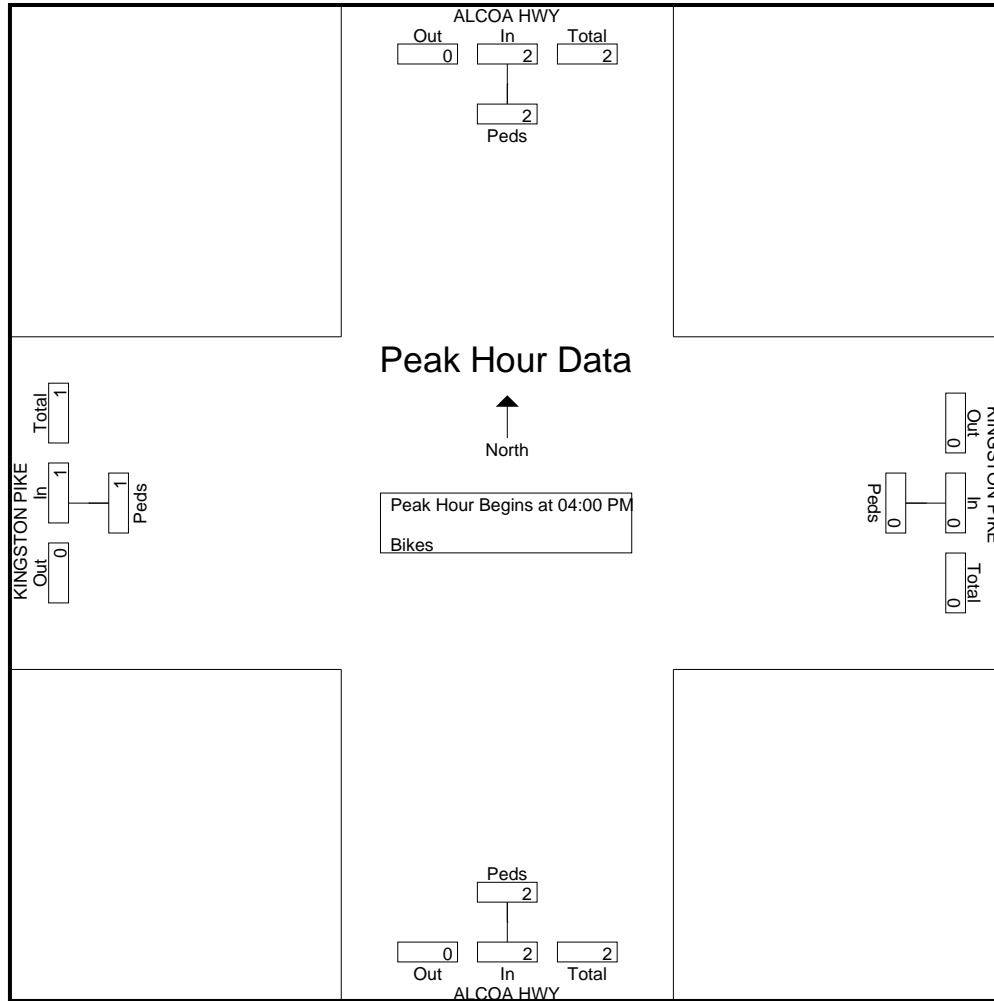 ALCOA HWY
Out In Total
0 2 2
2
Peds
Peak Hour Data
North
Peak Hour Begins at 04:00 PM
Bikes
KINGSTON PIKE
Out In Total
0 1 1
1
Peds
KINGSTON PIKE
Out In Total
0 0 0
0
Peds
Peds
2
0 2 2
Out In Total
ALCOA HWY